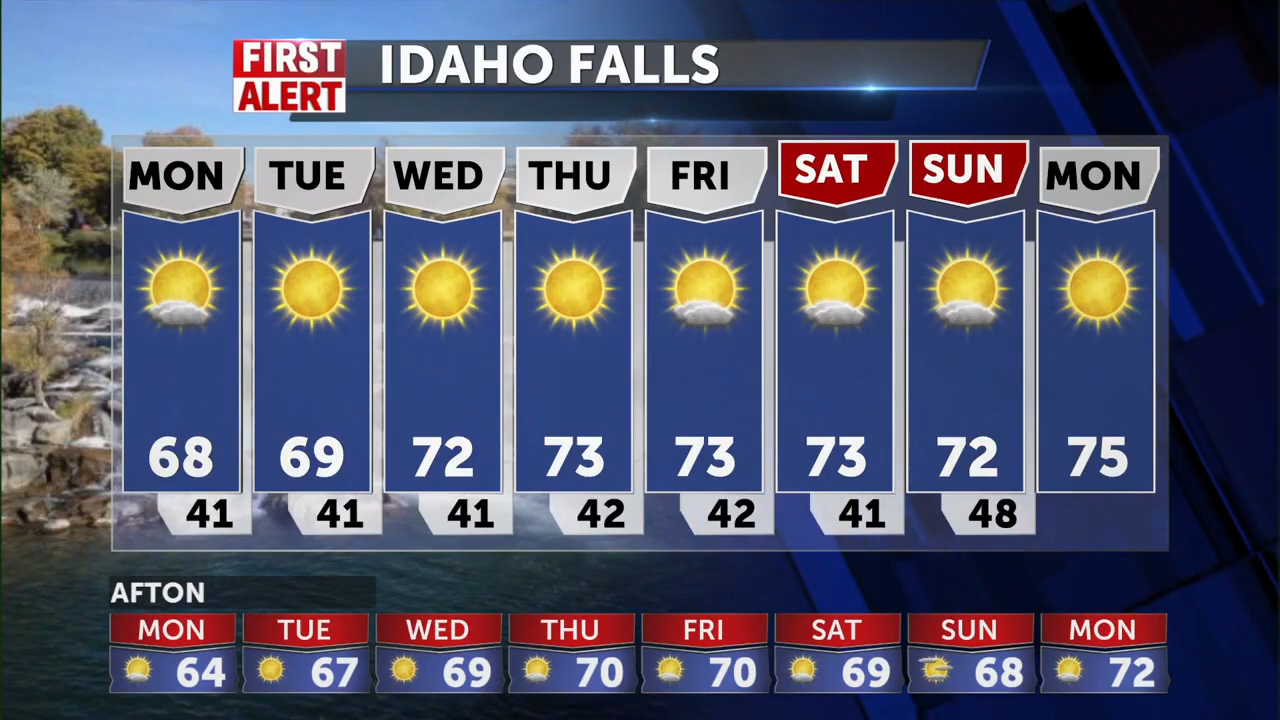 FIRST
ALERT
IDAHO FALLS
MON TUE WED THU FRI SAT SUN MON
68 69 72 73 73 73 72 75
41 41 41 42 42 41 48
AFTON
MON TUE WED THU FRI SAT SUN MON
64 67 69 70 70 69 68 72